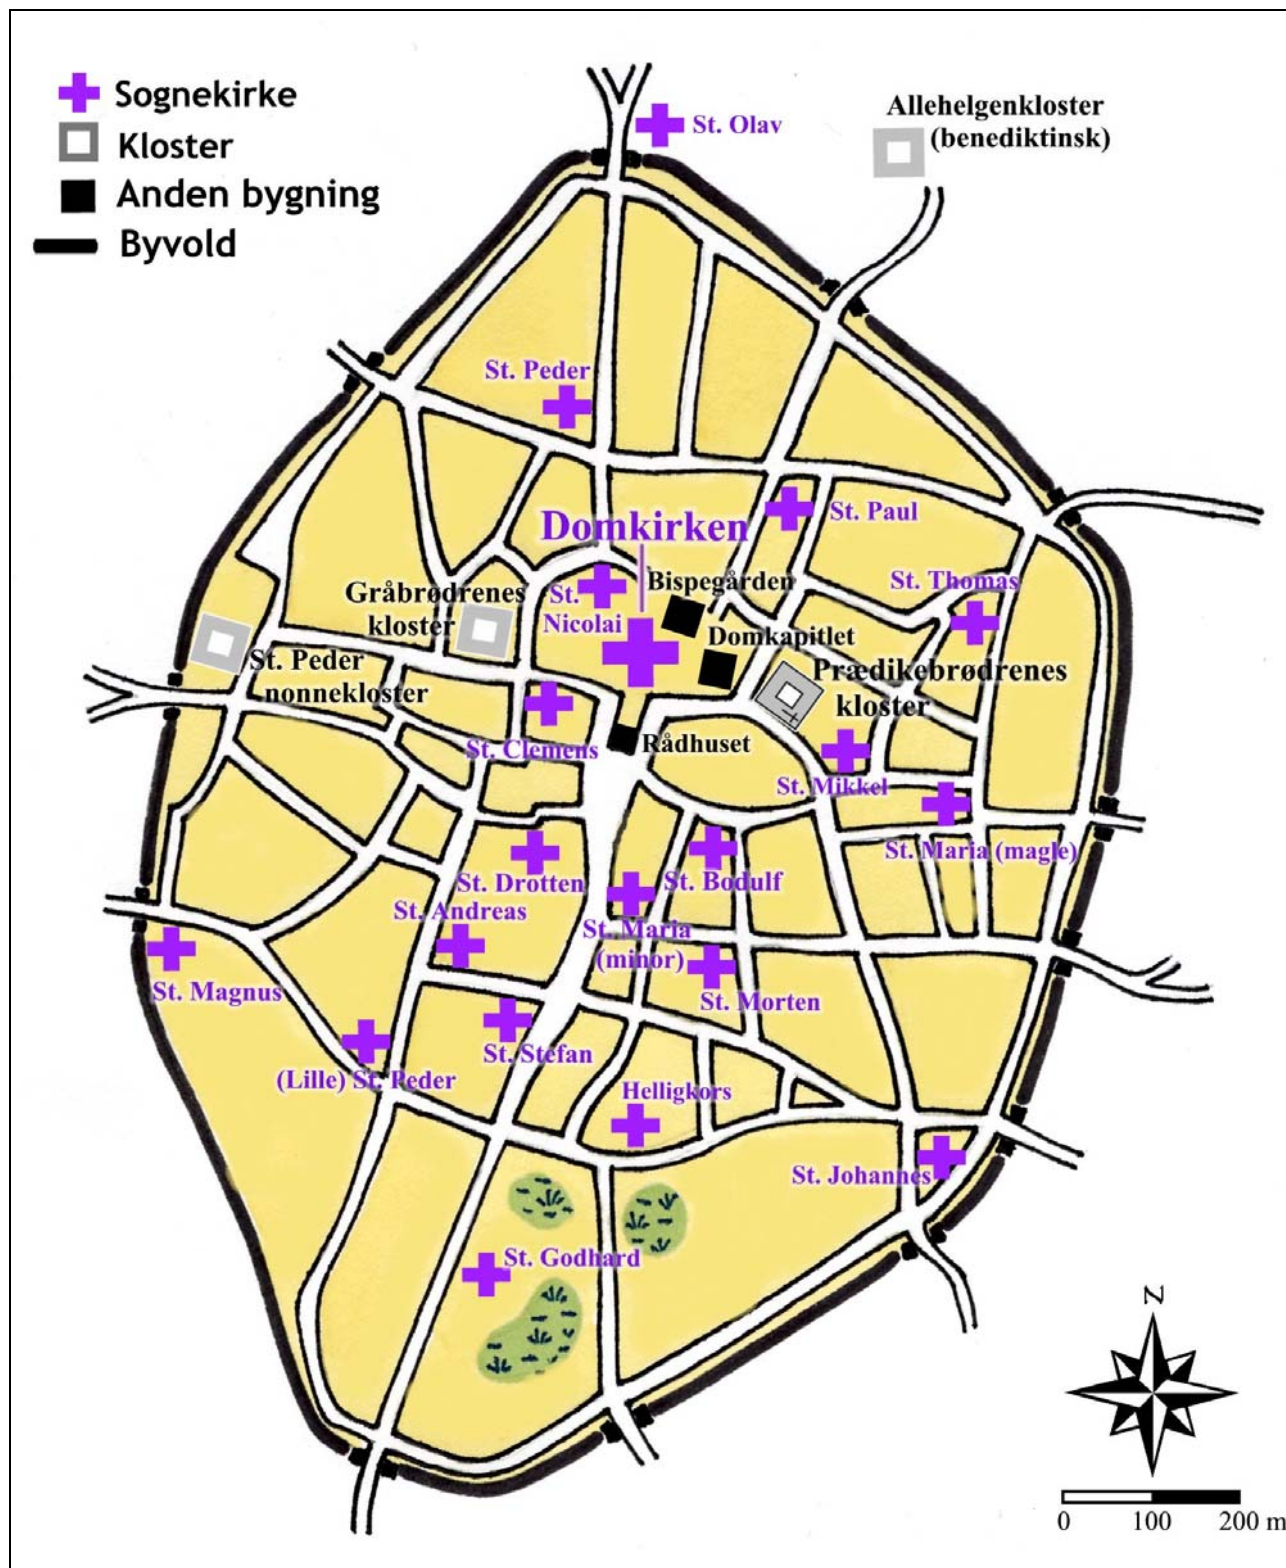 Sognekirke
Kloster
Anden bygning
Byvold
St. Olav
Allehelgenkloster
(benediktinsk)
St. Peder
St. Paul
Domkirken
St. Thomas
Bispegården
Gråbrødrenes
kloster
St.
Nicolai
Domkapitlet
St. Peder
nonnekloster
Prædikebrødrenes
kloster
St. Clemens
Rådhuset
St. Mikkel
St. Maria (magle)
St. Drotten
St. Bodulf
St. Andreas
St. Maria
(minor)
St. Magnus
St. Morten
St. Stefan
(Lille) St. Peder
Helligkors
St. Johannes
St. Godhard
N
0 100 200 m